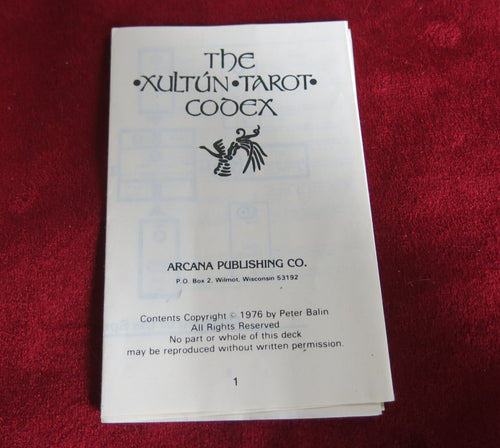 The
•XULTÚN•TAROT•
CODEX
ARCANA PUBLISHING CO.
P.O. Box 2, Wilmot, Wisconsin 53192
Contents Copyright © 1976 by Peter Balin
All Rights Reserved
No part or whole of this deck
may be reproduced without written permission.
1